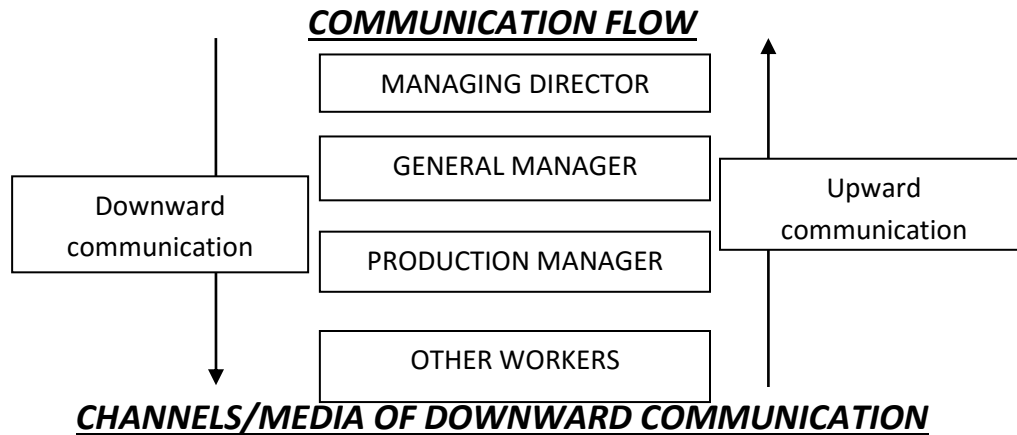 COMMUNICATION FLOW
MANAGING DIRECTOR
GENERAL MANAGER
Downward
communication
Upward
communication
PRODUCTION MANAGER
OTHER WORKERS
CHANNELS/MEDIA OF DOWNWARD COMMUNICATION